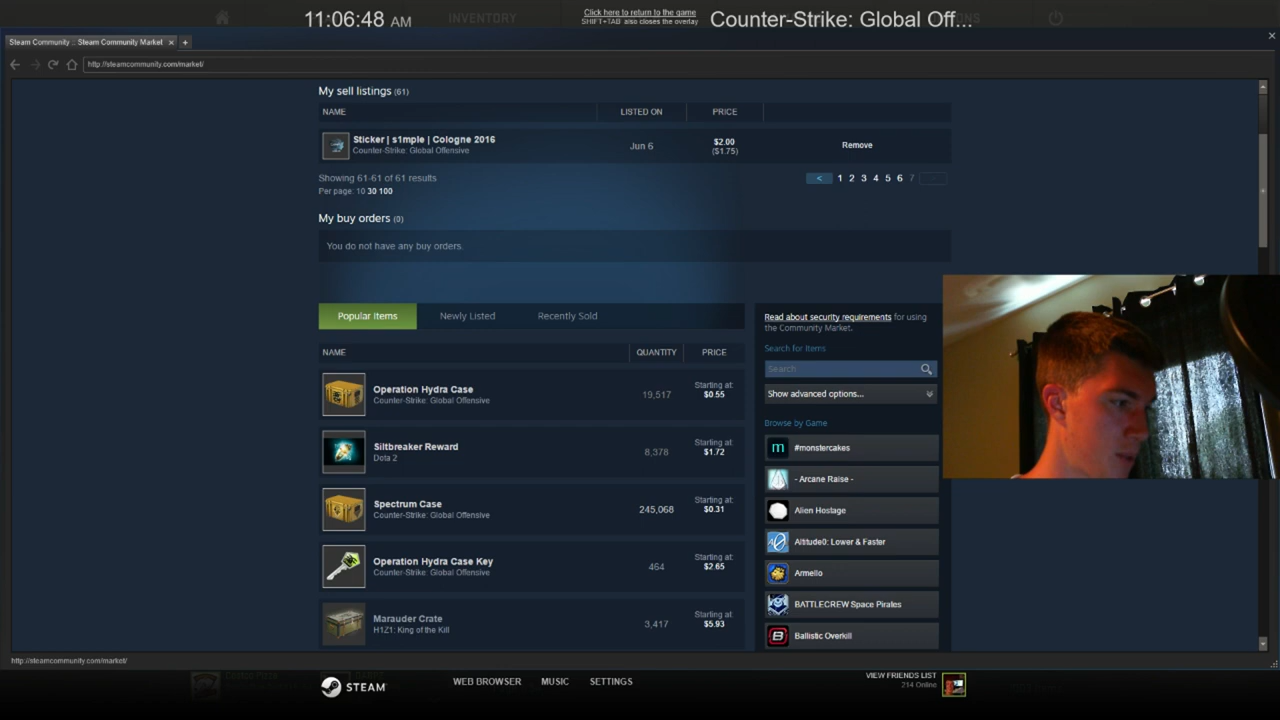 11:06:48 AM
INVENTORY
Click here to return to the game
SHIFT+TAB also closes the overlay
Counter-Strike: Global Off...
Steam Community :: Steam Community Market
http://steamcommunity.com/market/
My sell listings (61)
NAME LISTED ON PRICE
Sticker | s1mple | Cologne 2016
Counter-Strike: Global Offensive
Jun 6
$2.00
($1.75)
Remove
Showing 61-61 of 61 results
< 1 2 3 4 5 6 7
Per page: 10 30 100
My buy orders (0)
You do not have any buy orders.
Popular Items Newly Listed Recently Sold
NAME QUANTITY PRICE
Operation Hydra Case
Counter-Strike: Global Offensive
19,517
Starting at:
$0.55
Siltbreaker Reward
Dota 2
8,378
Starting at:
$1.72
Spectrum Case
Counter-Strike: Global Offensive
245,068
Starting at:
$0.31
Operation Hydra Case Key
Counter-Strike: Global Offensive
464
Starting at:
$2.65
Marauder Crate
H1Z1: King of the Kill
3,417
Starting at:
$5.93
Read about security requirements for using
the Community Market.
Search for Items
Search
Show advanced options...
Browse by Game
#monstercakes
- Arcane Raise -
Alien Hostage
Altitude0: Lower & Faster
Armello
BATTLECREW Space Pirates
Ballistic Overkill
http://steamcommunity.com/market/
STEAM
WEB BROWSER MUSIC SETTINGS
VIEW FRIENDS LIST
214 Online